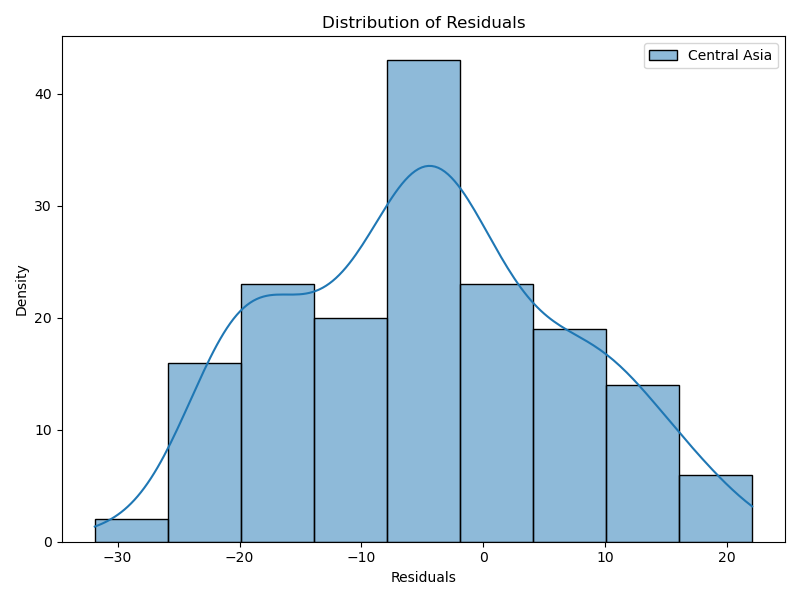 Distribution of Residuals
Central Asia
Density
40
30
20
10
0
−30 −20 −10 0 10 20
Residuals